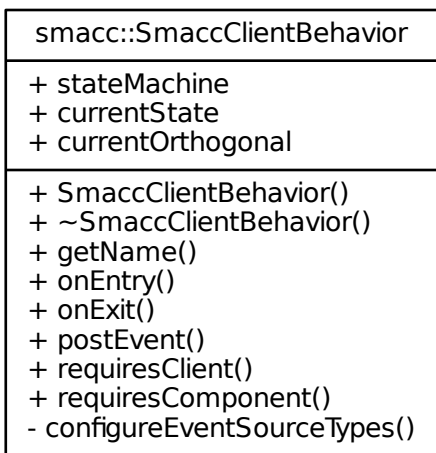 smacc::SmaccClientBehavior
+ stateMachine
+ currentState
+ currentOrthogonal
+ SmaccClientBehavior()
+ ~SmaccClientBehavior()
+ getName()
+ onEntry()
+ onExit()
+ postEvent()
+ requiresClient()
+ requiresComponent()
- configureEventSourceTypes()